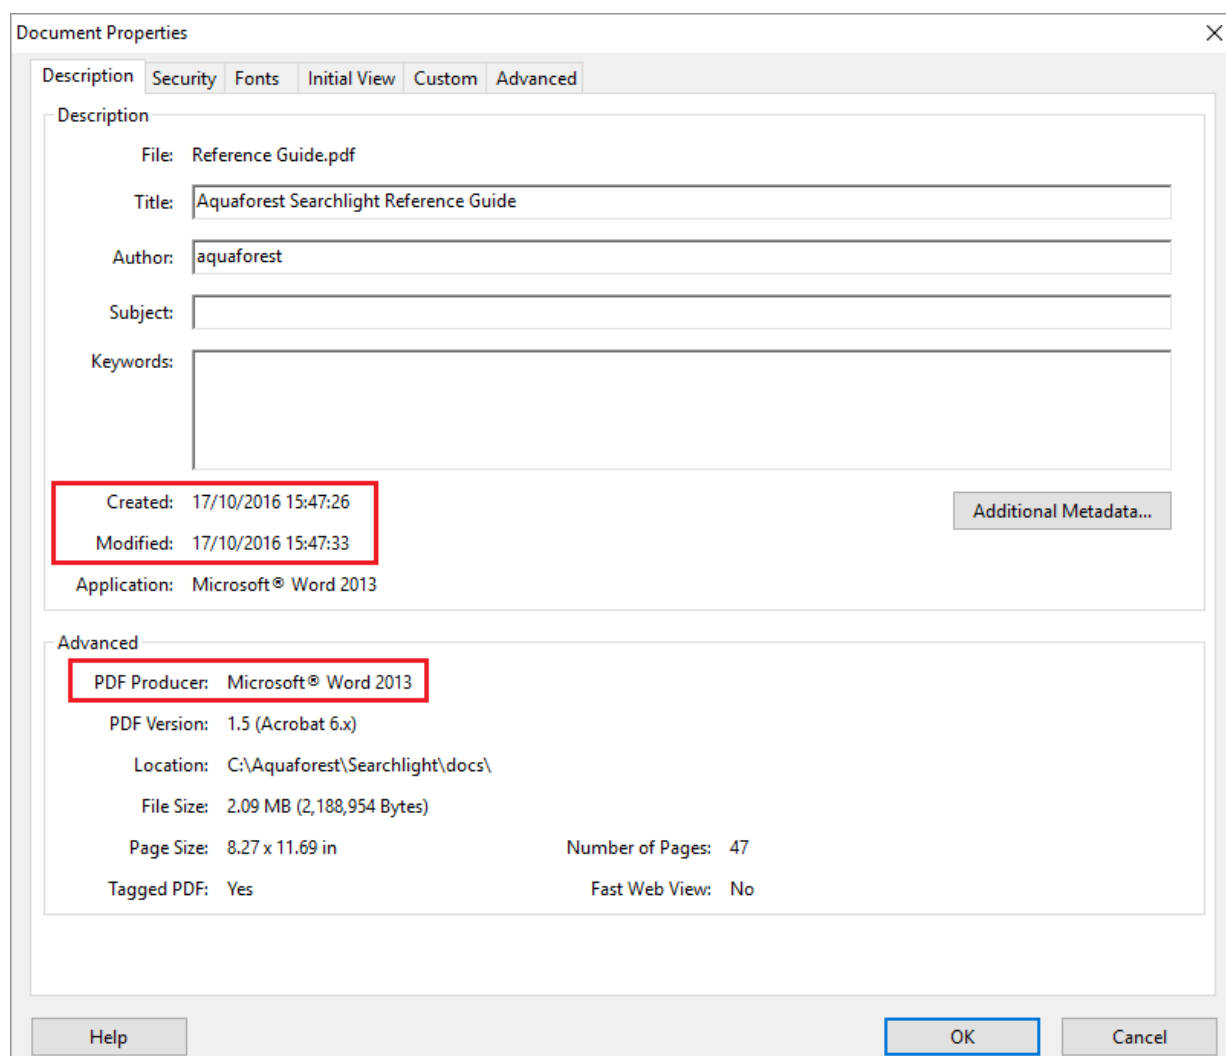 Document Properties
Description Security Fonts Initial View Custom Advanced
Description
File: Reference Guide.pdf
Title: Aquaforest Searchlight Reference Guide
Author: aquaforest
Subject:
Keywords:
Created: 17/10/2016 15:47:26
Additional Metadata...
Modified: 17/10/2016 15:47:33
Application: Microsoft® Word 2013
Advanced
PDF Producer: Microsoft® Word 2013
PDF Version: 1.5 (Acrobat 6.x)
Location: C:\Aquaforest\Searchlight\docs\
File Size: 2.09 MB (2,188,954 Bytes)
Page Size: 8.27 x 11.69 in Number of Pages: 47
Tagged PDF: Yes Fast Web View: No
Help OK Cancel